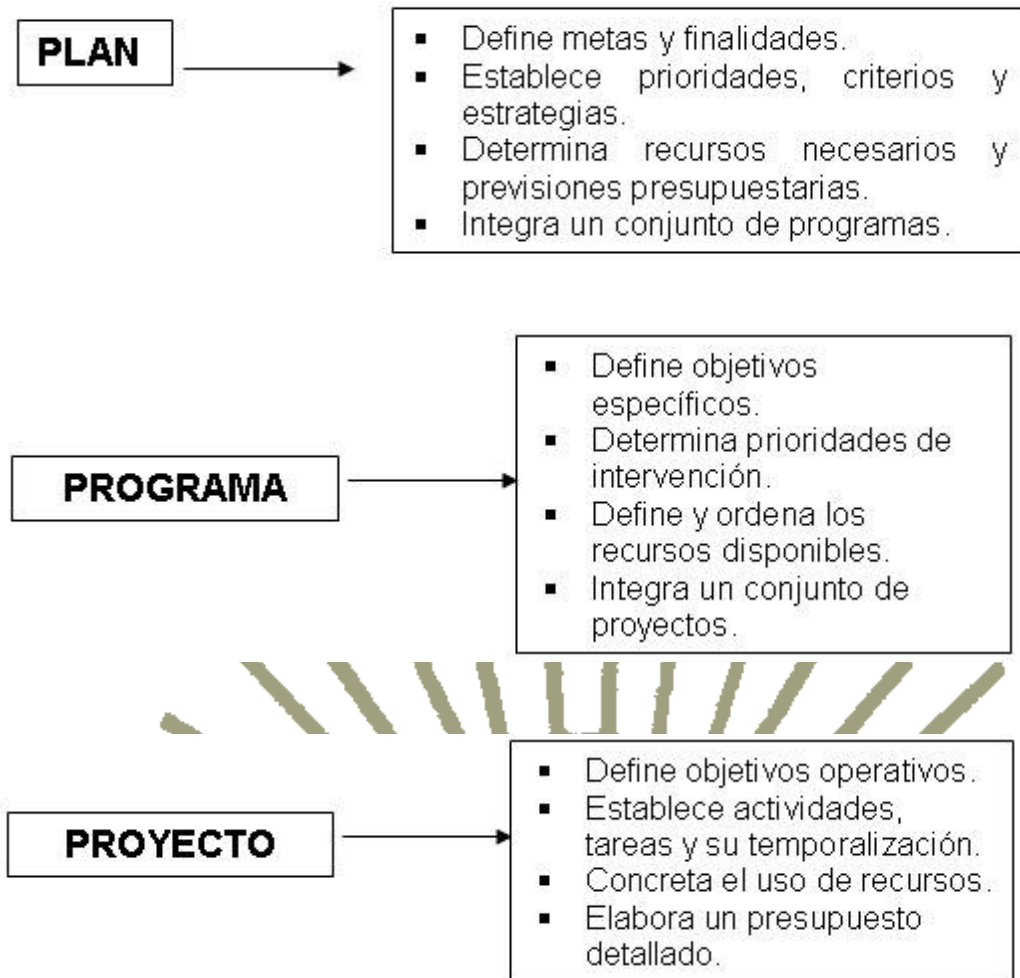 PLAN
▪ Define metas y finalidades.
▪ Establece prioridades, criterios y
estrategias.
▪ Determina recursos necesarios y
previsiones presupuestarias.
▪ Integra un conjunto de programas.
PROGRAMA
▪ Define objetivos
específicos.
▪ Determina prioridades de
intervención.
▪ Define y ordena los
recursos disponibles.
▪ Integra un conjunto de
proyectos.
PROYECTO
▪ Define objetivos operativos.
▪ Establece actividades,
tareas y su temporalización.
▪ Concreta el uso de recursos.
▪ Elabora un presupuesto
detallado.